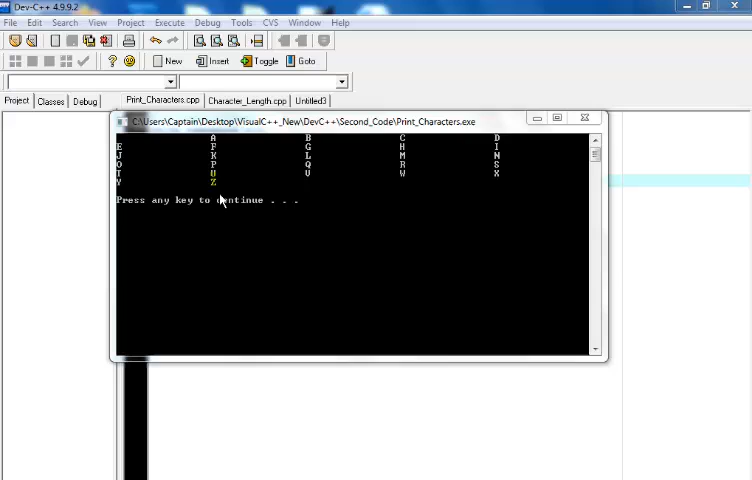 Dev-C++ 4.9.9.2
File Edit Search View Project Execute Debug Tools CVS Window Help
New Insert Toggle Goto
Project Classes Debug Print_Characters.cpp Character_Length.cpp Untitled3
C:\Users\Captain\Desktop\VisualC++_New\DevC++\Second_Code\Print_Characters.exe
A B C D
E F G H I
J K L M N
O P Q R S
T U V W X
Y Z
Press any key to continue . . .